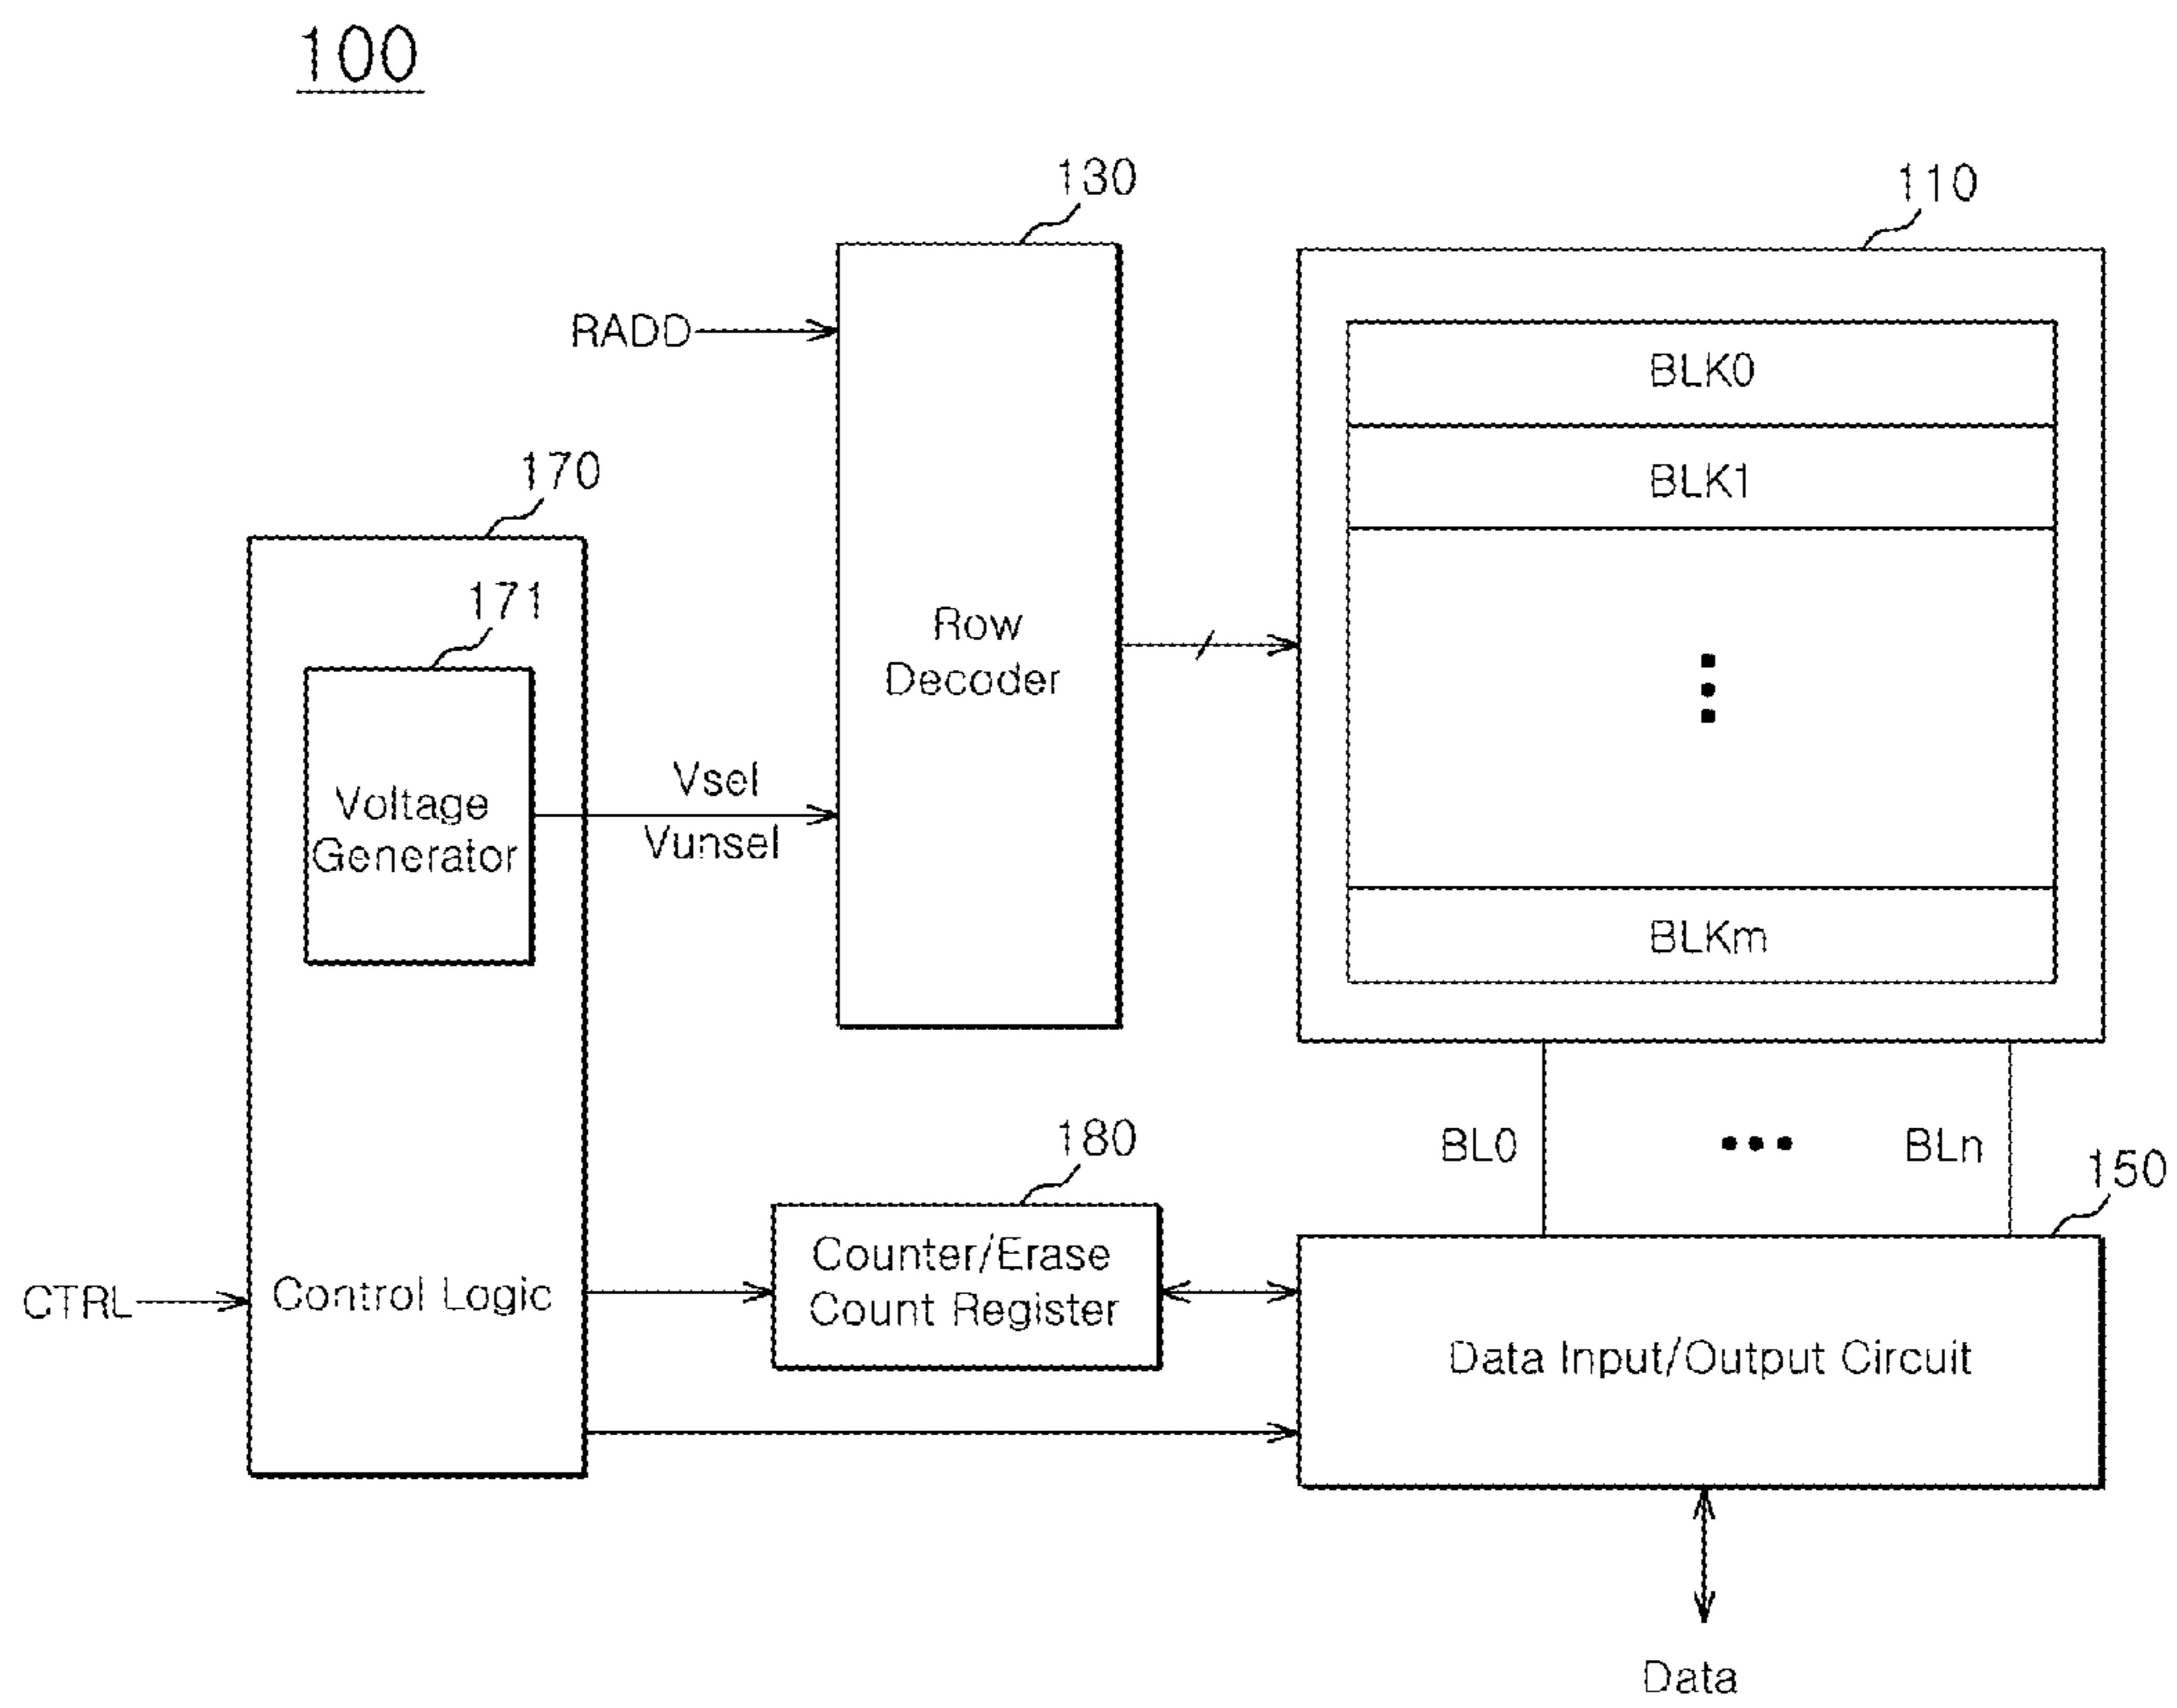 100
130
110
RADD
BLK0
BLK1
170
171
Row
Decoder
Vsel
Voltage
Generator
Vunsel
BLKm
180
BL0
BLn
150
Counter/Erase
Count Register
CTRL
Control Logic
Data Input/Output Circuit
Data